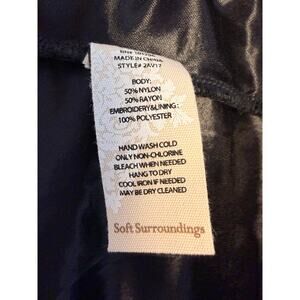 MADE IN CHINA
STYLE# 2AV17
BODY:
50% NYLON
50% RAYON
EMBROIDERY&LINING:
100% POLYESTER
HAND WASH COLD
ONLY NON-CHLORINE
BLEACH WHEN NEEDED
HANG TO DRY
COOL IRON IF NEEDED
MAY BE DRY CLEANED
Soft Surroundings